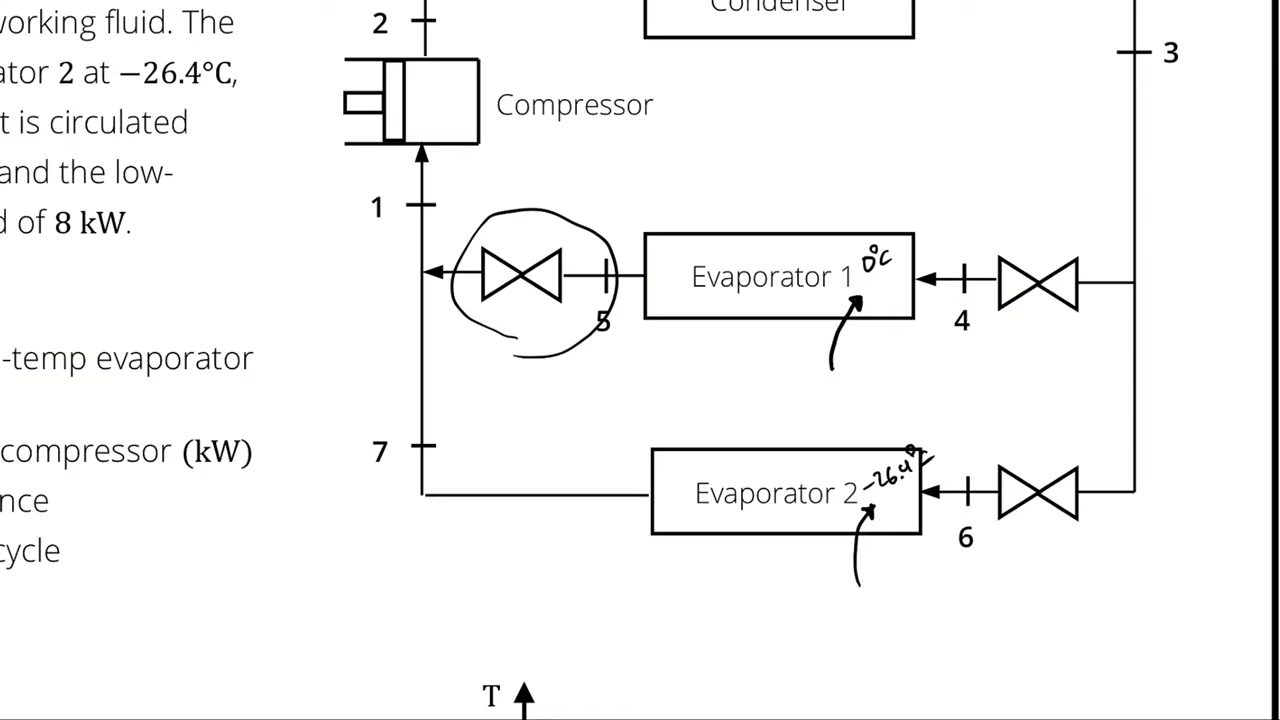 working fluid. The
ator 2 at −26.4°C,
t is circulated
and the low-
d of 8 kW.
-temp evaporator
compressor (kW)
nce
cycle
2
Condenser
3
Compressor
1
Evaporator 1 0°C
5
4
7
Evaporator 2 -26.4°C
6
T